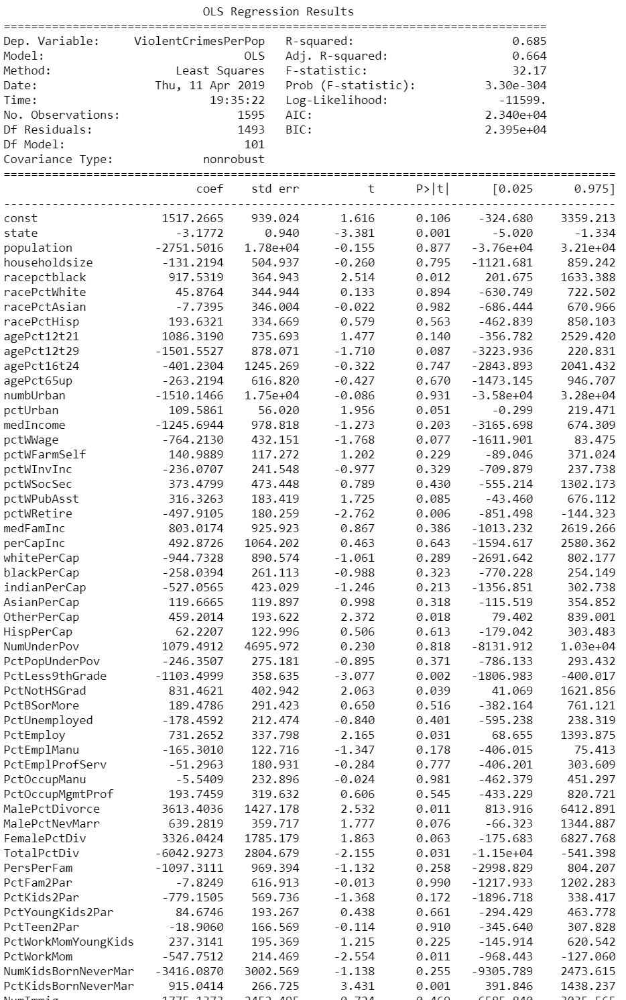 OLS Regression Results
==============================================================================
Dep. Variable: ViolentCrimesPerPop R-squared: 0.685
Model: OLS Adj. R-squared: 0.664
Method: Least Squares F-statistic: 32.17
Date: Thu, 11 Apr 2019 Prob (F-statistic): 3.30e-304
Time: 19:35:22 Log-Likelihood: -11599.
No. Observations: 1595 AIC: 2.340e+04
Df Residuals: 1493 BIC: 2.395e+04
Df Model: 101
Covariance Type: nonrobust
=========================================================================================
coef std err t P>|t| [0.025 0.975]
-----------------------------------------------------------------------------------------
const 1517.2665 939.024 1.616 0.106 -324.680 3359.213
state -3.1772 0.940 -3.381 0.001 -5.020 -1.334
population -2751.5016 1.78e+04 -0.155 0.877 -3.76e+04 3.21e+04
householdsize -131.2194 504.937 -0.260 0.795 -1121.681 859.242
racepctblack 917.5319 364.943 2.514 0.012 201.675 1633.388
racePctWhite 45.8764 344.944 0.133 0.894 -630.749 722.502
racePctAsian -7.7395 346.004 -0.022 0.982 -686.444 670.966
racePctHisp 193.6321 334.669 0.579 0.563 -462.839 850.103
agePct12t21 1086.3190 735.693 1.477 0.140 -356.782 2529.420
agePct12t29 -1501.5527 878.071 -1.710 0.087 -3223.936 220.831
agePct16t24 -401.2304 1245.269 -0.322 0.747 -2843.893 2041.432
agePct65up -263.2194 616.820 -0.427 0.670 -1473.145 946.707
numbUrban -1510.1466 1.75e+04 -0.086 0.931 -3.58e+04 3.28e+04
pctUrban 109.5861 56.020 1.956 0.051 -0.299 219.471
medIncome -1245.6944 978.818 -1.273 0.203 -3165.698 674.309
pctWWage -764.2130 432.151 -1.768 0.077 -1611.901 83.475
pctWFarmSelf 140.9889 117.272 1.202 0.229 -89.046 371.024
pctWInvInc -236.0707 241.548 -0.977 0.329 -709.879 237.738
pctWSocSec 373.4799 473.448 0.789 0.430 -555.214 1302.173
pctWPubAsst 316.3263 183.419 1.725 0.085 -43.460 676.112
pctWRetire -497.9105 180.259 -2.762 0.006 -851.498 -144.323
medFamInc 803.0174 925.923 0.867 0.386 -1013.232 2619.266
perCapInc 492.8726 1064.202 0.463 0.643 -1594.617 2580.362
whitePerCap -944.7328 890.574 -1.061 0.289 -2691.642 802.177
blackPerCap -258.0394 261.113 -0.988 0.323 -770.228 254.149
indianPerCap -527.0565 423.029 -1.246 0.213 -1356.851 302.738
AsianPerCap 119.6665 119.897 0.998 0.318 -115.519 354.852
OtherPerCap 459.2014 193.622 2.372 0.018 79.402 839.001
HispPerCap 62.2207 122.996 0.506 0.613 -179.042 303.483
NumUnderPov 1079.4912 4695.972 0.230 0.818 -8131.912 1.03e+04
PctPopUnderPov -246.3507 275.181 -0.895 0.371 -786.133 293.432
PctLess9thGrade -1103.4999 358.635 -3.077 0.002 -1806.983 -400.017
PctNotHSGrad 831.4621 402.942 2.063 0.039 41.069 1621.856
PctBSorMore 189.4786 291.423 0.650 0.516 -382.164 761.121
PctUnemployed -178.4592 212.474 -0.840 0.401 -595.238 238.319
PctEmploy 731.2652 337.798 2.165 0.031 68.655 1393.875
PctEmplManu -165.3010 122.716 -1.347 0.178 -406.015 75.413
PctEmplProfServ -51.2963 180.931 -0.284 0.777 -406.201 303.609
PctOccupManu -5.5409 232.896 -0.024 0.981 -462.379 451.297
PctOccupMgmtProf 193.7459 319.632 0.606 0.545 -433.229 820.721
MalePctDivorce 3613.4036 1427.178 2.532 0.011 813.916 6412.891
MalePctNevMarr 639.2819 359.717 1.777 0.076 -66.323 1344.887
FemalePctDiv 3326.0424 1785.179 1.863 0.063 -175.683 6827.768
TotalPctDiv -6042.9273 2804.679 -2.155 0.031 -1.15e+04 -541.398
PersPerFam -1097.3111 969.394 -1.132 0.258 -2998.829 804.207
PctFam2Par -7.8249 616.913 -0.013 0.990 -1217.933 1202.283
PctKids2Par -779.1505 569.736 -1.368 0.172 -1896.718 338.417
PctYoungKids2Par 84.6746 193.267 0.438 0.661 -294.429 463.778
PctTeen2Par -18.9060 166.569 -0.114 0.910 -345.640 307.828
PctWorkMomYoungKids 237.3141 195.369 1.215 0.225 -145.914 620.542
PctWorkMom -547.7512 214.469 -2.554 0.011 -968.443 -127.060
NumKidsBornNeverMar -3416.0870 3002.569 -1.138 0.255 -9305.789 2473.615
PctKidsBornNeverMar 915.0414 266.725 3.431 0.001 391.846 1438.237